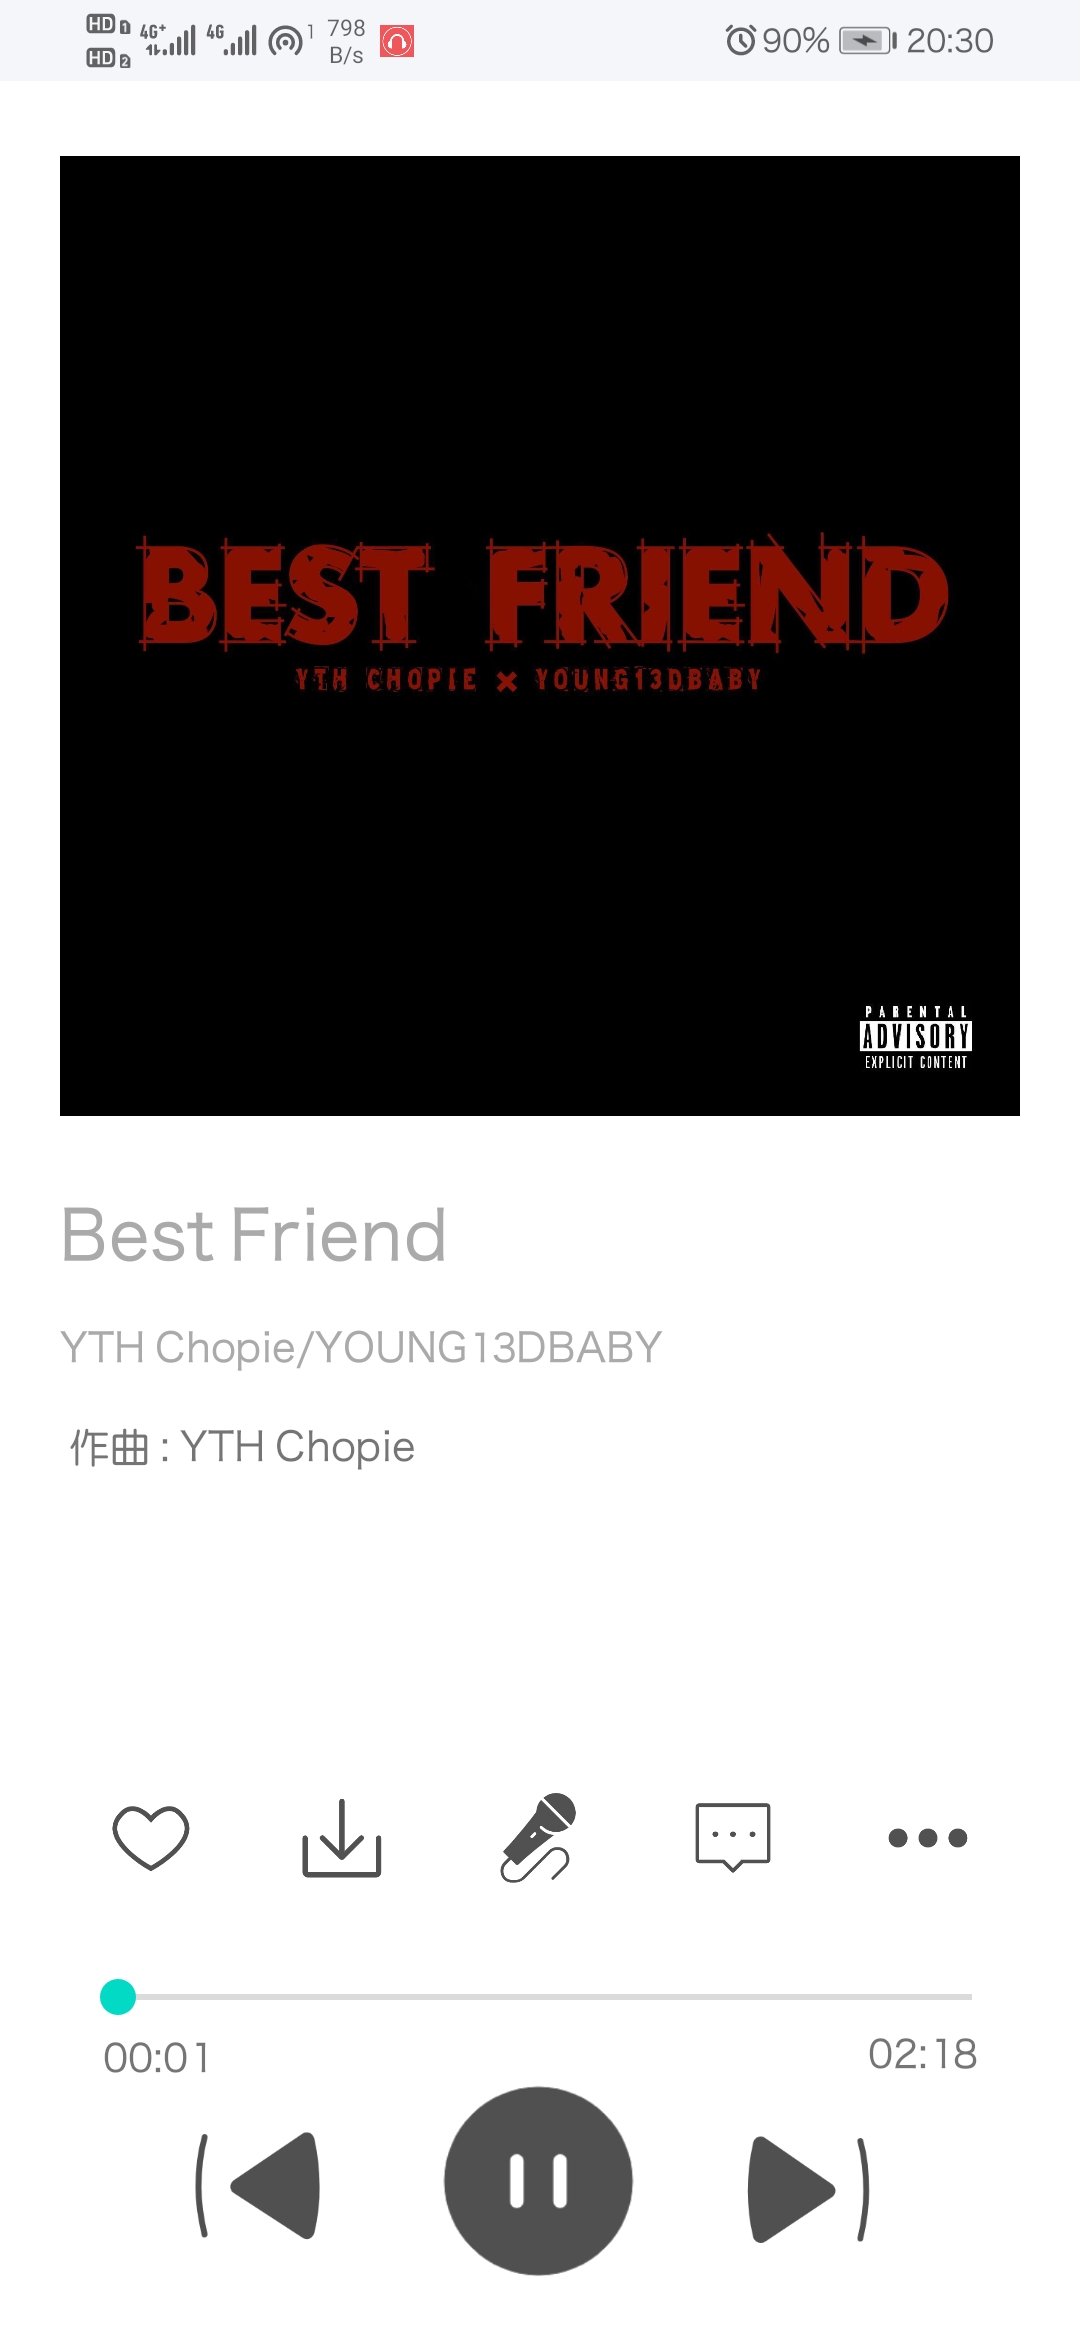 HD 1 4G+ 4G 1 798 90% 20:30
HD 2 B/s
BEST FRIEND
YTH CHOPIE × YOUNG13DBABY
PARENTAL
ADVISORY
EXPLICIT CONTENT
Best Friend
YTH Chopie/YOUNG13DBABY
作曲 : YTH Chopie
00:01 02:18